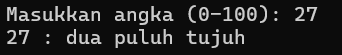 Masukkan angka (0-100): 27
27 : dua puluh tujuh